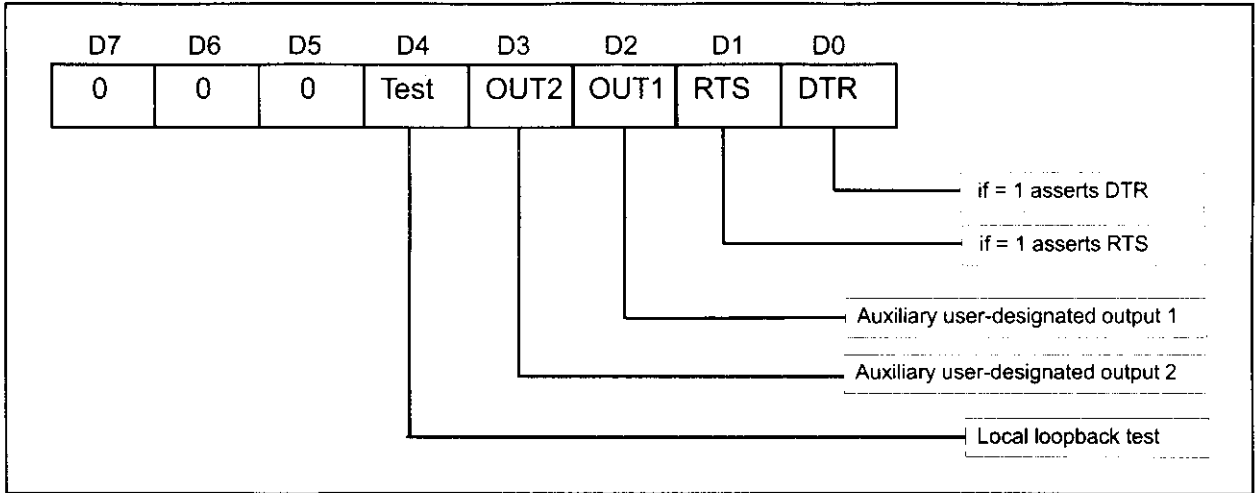 D7 D6 D5 D4 D3 D2 D1 D0
0 0 0 Test OUT2 OUT1 RTS DTR
if = 1 asserts DTR
if = 1 asserts RTS
Auxiliary user-designated output 1
Auxiliary user-designated output 2
Local loopback test